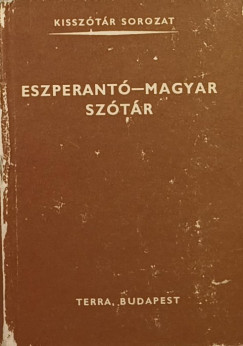 KISSZÓTÁR SOROZAT
ESZPERANTÓ—MAGYAR
SZÓTÁR
TERRA, BUDAPEST